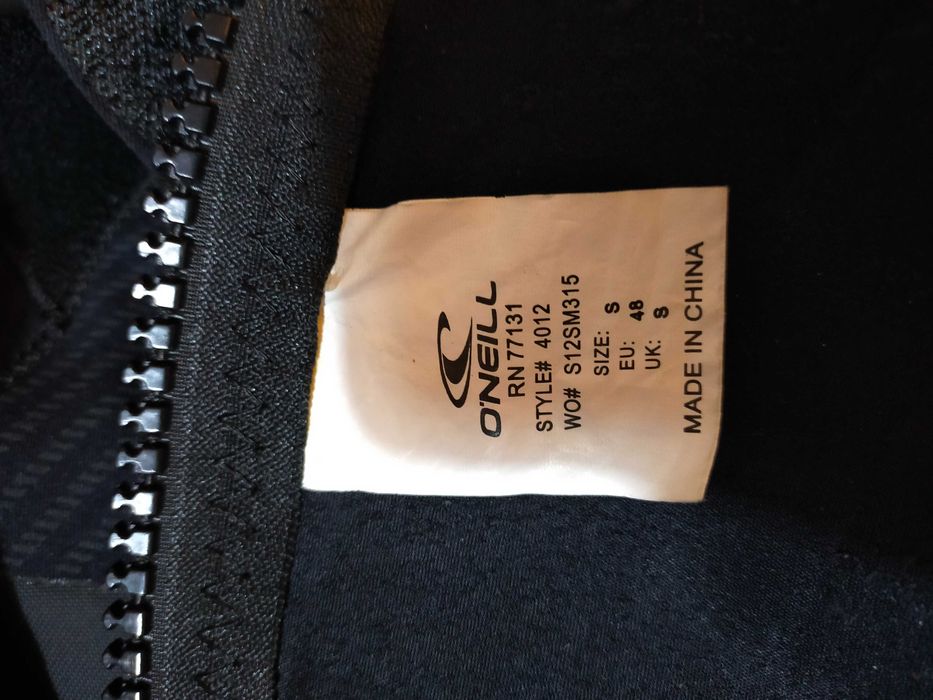 O'NEILL
RN 77131
STYLE# 4012
WO# S12SM315
SIZE: S
EU: 48
UK: S
MADE IN CHINA